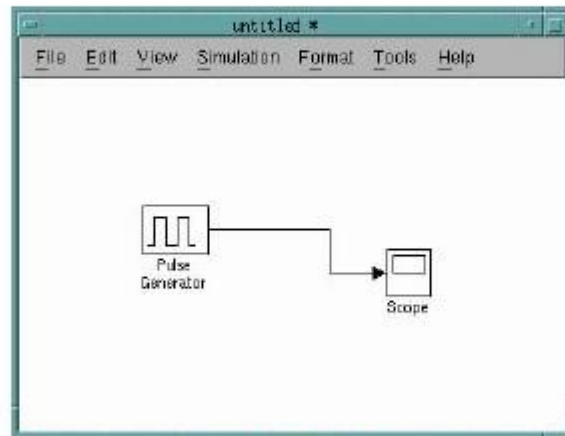 untitled *
File Edit View Simulation Format Tools Help
Pulse
Generator
Scope